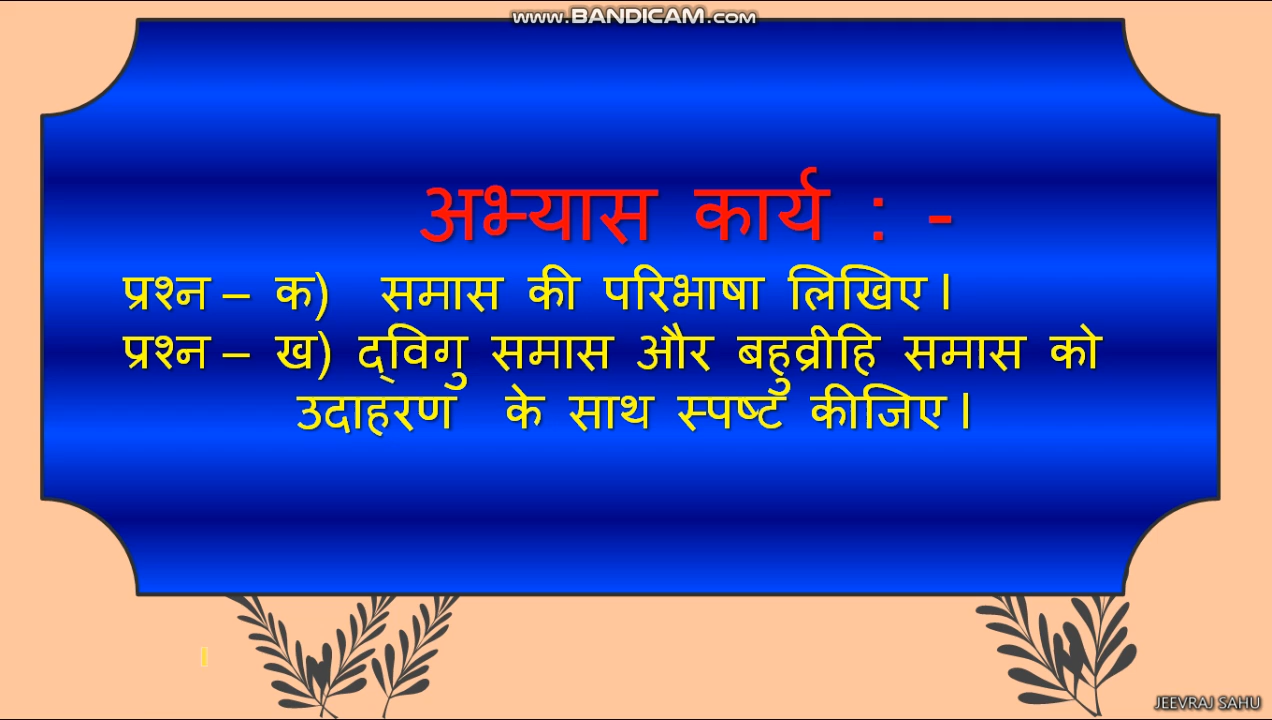 www.BANDICAM.com
अभ्यास कार्य : -
प्रश्न – क) समास की परिभाषा लिखिए।
प्रश्न – ख) द्विगु समास और बहुव्रीहि समास को
उदाहरण के साथ स्पष्ट कीजिए।
JEEVRAJ SAHU